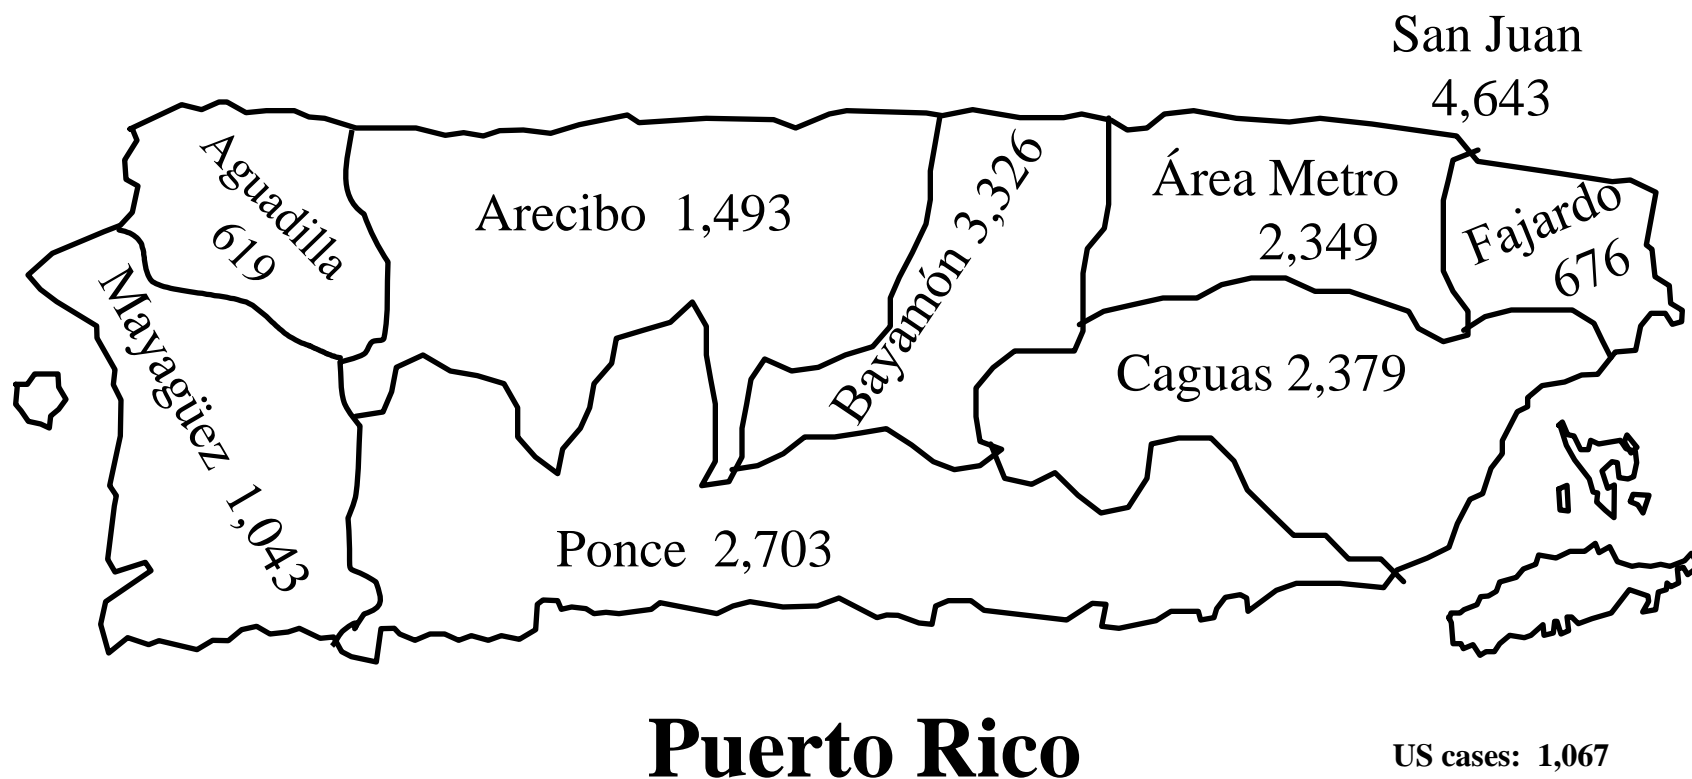 San Juan
4,643
Aguadilla
619
Arecibo 1,493
Bayamón 3,326
Área Metro
2,349
Fajardo
676
Mayagüez 1,043
Caguas 2,379
Ponce 2,703
Puerto Rico
US cases: 1,067